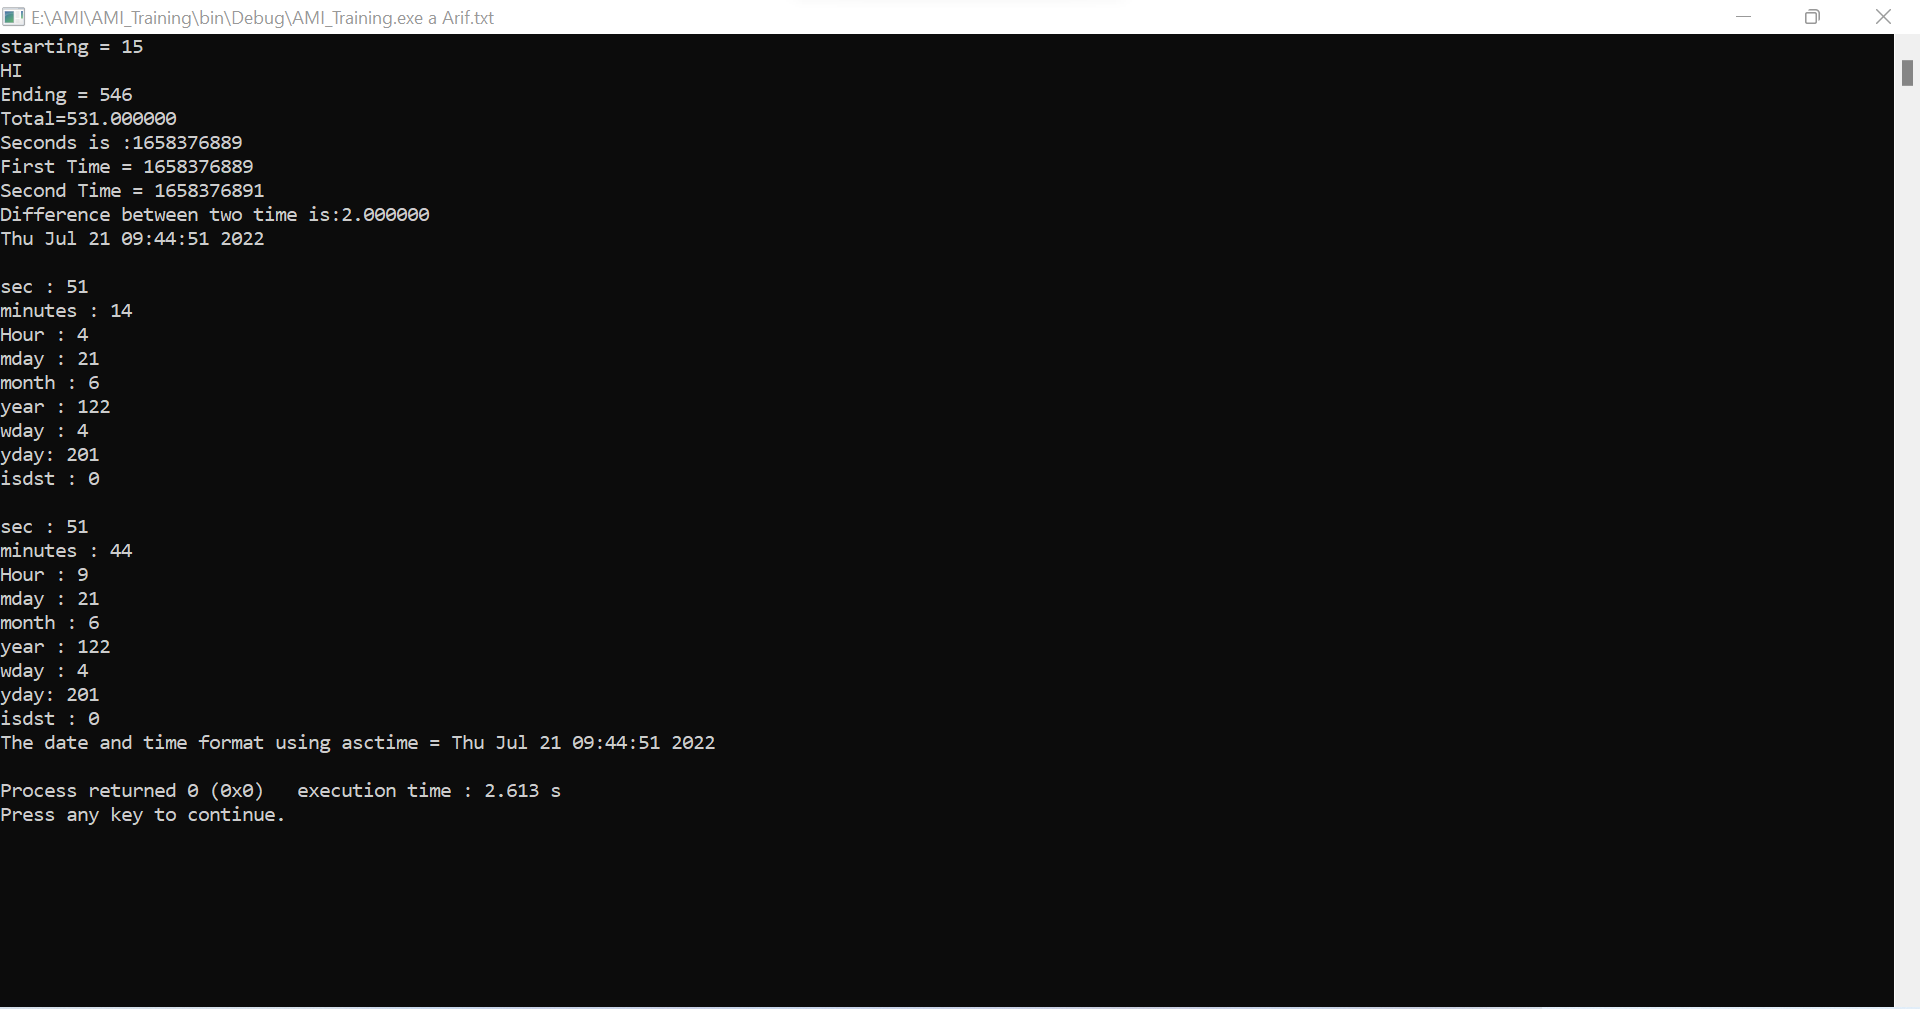 E:\AMI\AMI_Training\bin\Debug\AMI_Training.exe a Arif.txt
starting = 15
HI
Ending = 546
Total=531.000000
Seconds is :1658376889
First Time = 1658376889
Second Time = 1658376891
Difference between two time is:2.000000
Thu Jul 21 09:44:51 2022
sec : 51
minutes : 14
Hour : 4
mday : 21
month : 6
year : 122
wday : 4
yday: 201
isdst : 0
sec : 51
minutes : 44
Hour : 9
mday : 21
month : 6
year : 122
wday : 4
yday: 201
isdst : 0
The date and time format using asctime = Thu Jul 21 09:44:51 2022
Process returned 0 (0x0)   execution time : 2.613 s
Press any key to continue.